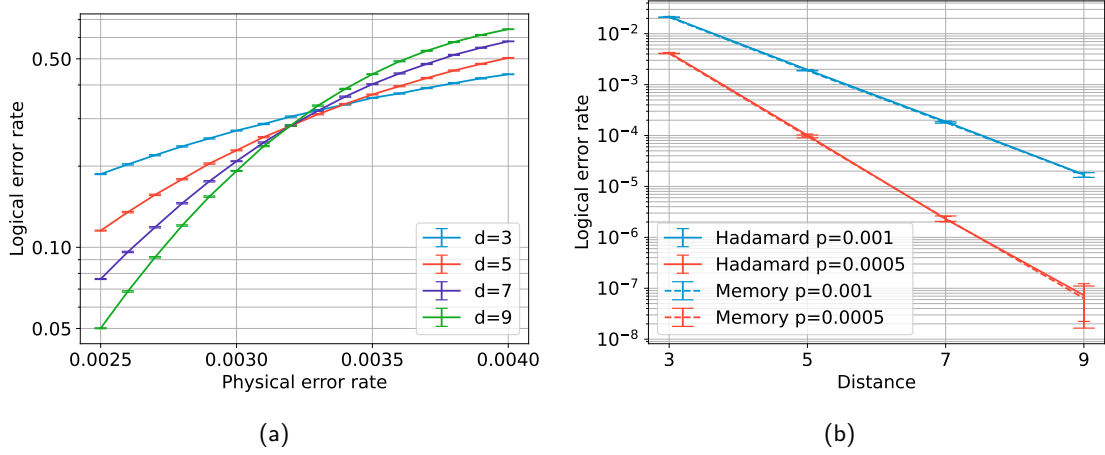 0.50
0.10
0.05
Logical error rate
0.0025
0.0030
0.0035
0.0040
Physical error rate
d=3
d=5
d=7
d=9
(a)
10⁻²
10⁻³
10⁻⁴
10⁻⁵
10⁻⁶
10⁻⁷
10⁻⁸
Logical error rate
3
5
7
9
Distance
Hadamard p=0.001
Hadamard p=0.0005
Memory p=0.001
Memory p=0.0005
(b)